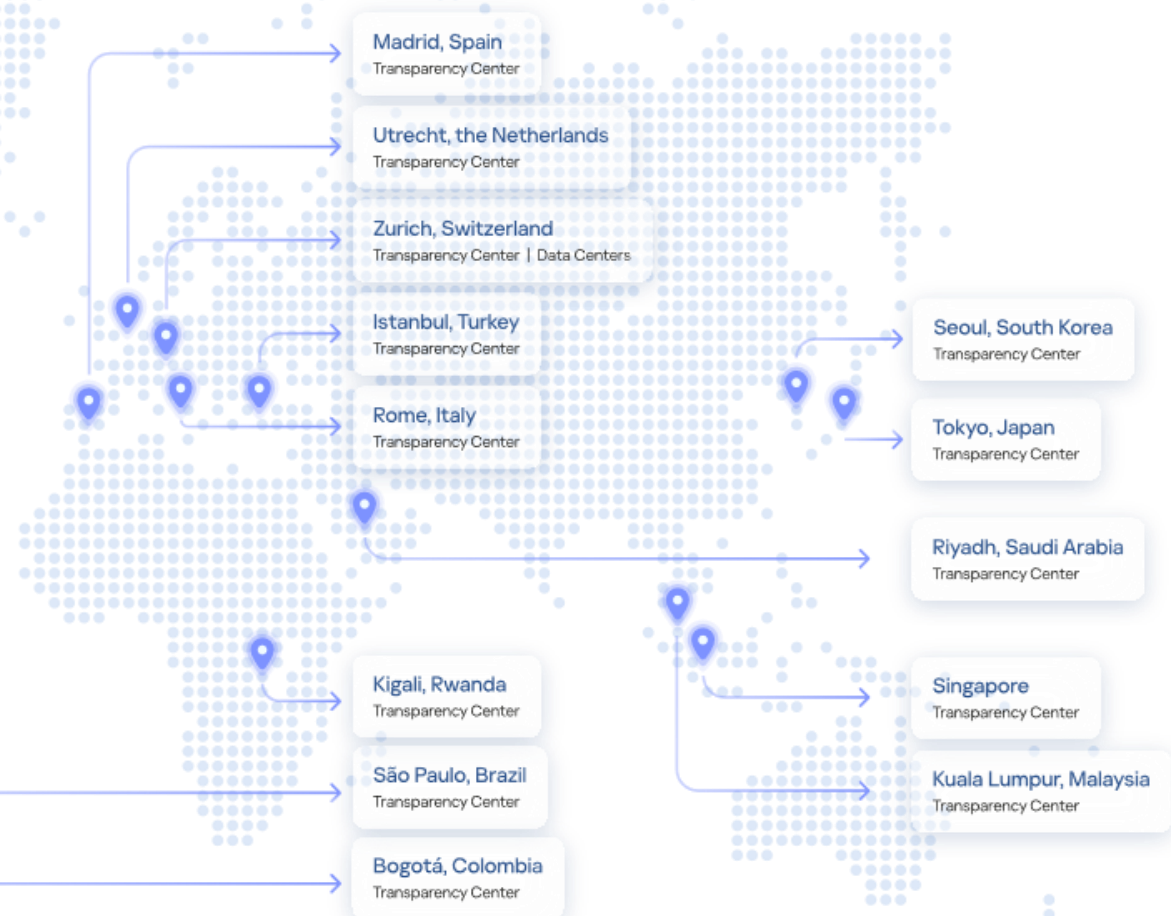 Madrid, Spain
Transparency Center
Utrecht, the Netherlands
Transparency Center
Zurich, Switzerland
Transparency Center | Data Centers
Istanbul, Turkey
Transparency Center
Rome, Italy
Transparency Center
Kigali, Rwanda
Transparency Center
São Paulo, Brazil
Transparency Center
Bogotá, Colombia
Transparency Center
Seoul, South Korea
Transparency Center
Tokyo, Japan
Transparency Center
Riyadh, Saudi Arabia
Transparency Center
Singapore
Transparency Center
Kuala Lumpur, Malaysia
Transparency Center